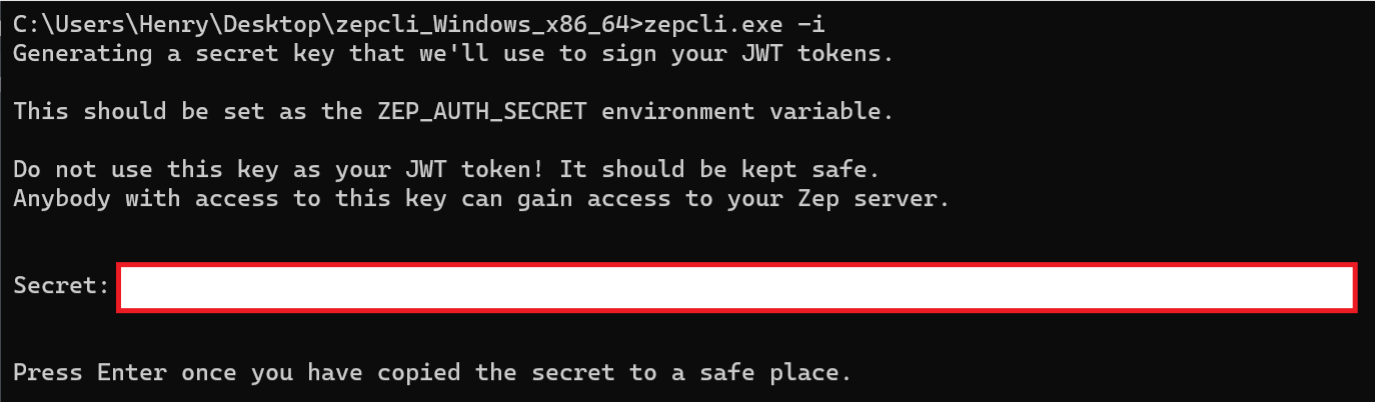 C:\Users\Henry\Desktop\zepcli_Windows_x86_64>zepcli.exe -i
Generating a secret key that we'll use to sign your JWT tokens.
This should be set as the ZEP_AUTH_SECRET environment variable.
Do not use this key as your JWT token! It should be kept safe.
Anybody with access to this key can gain access to your Zep server.
Secret:
Press Enter once you have copied the secret to a safe place.